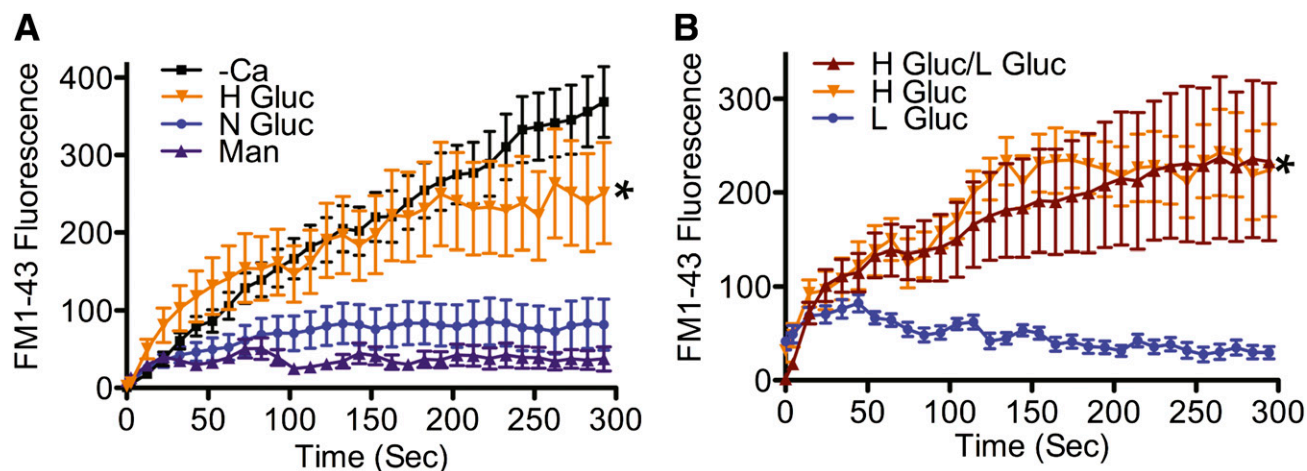 A
FM1-43 Fluorescence
400
300
200
100
0
-Ca
H Gluc
N Gluc
Man
*
0 50 100 150 200 250 300
Time (Sec)
B
FM1-43 Fluorescence
300
200
100
0
H Gluc/L Gluc
H Gluc
L Gluc
*
0 50 100 150 200 250 300
Time (Sec)